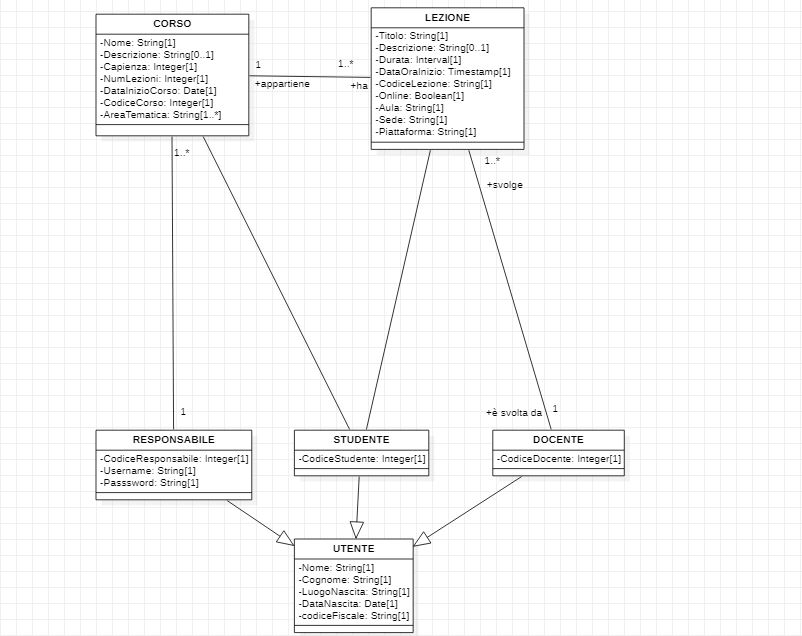 CORSO
-Nome: String[1]
-Descrizione: String[0..1]
-Capienza: Integer[1]
-NumLezioni: Integer[1]
-DataInizioCorso: Date[1]
-CodiceCorso: Integer[1]
-AreaTematica: String[1..*]
LEZIONE
-Titolo: String[1]
-Descrizione: String[0..1]
-Durata: Interval[1]
-DataOraInizio: Timestamp[1]
-CodiceLezione: String[1]
-Online: Boolean[1]
-Aula: String[1]
-Sede: String[1]
-Piattaforma: String[1]
1
1..*
+appartiene
+ha
1..*
1..*
+svolge
1
+è svolta da
1
RESPONSABILE
-CodiceResponsabile: Integer[1]
-Username: String[1]
-Passsword: String[1]
STUDENTE
-CodiceStudente: Integer[1]
DOCENTE
-CodiceDocente: Integer[1]
UTENTE
-Nome: String[1]
-Cognome: String[1]
-LuogoNascita: String[1]
-DataNascita: Date[1]
-codiceFiscale: String[1]